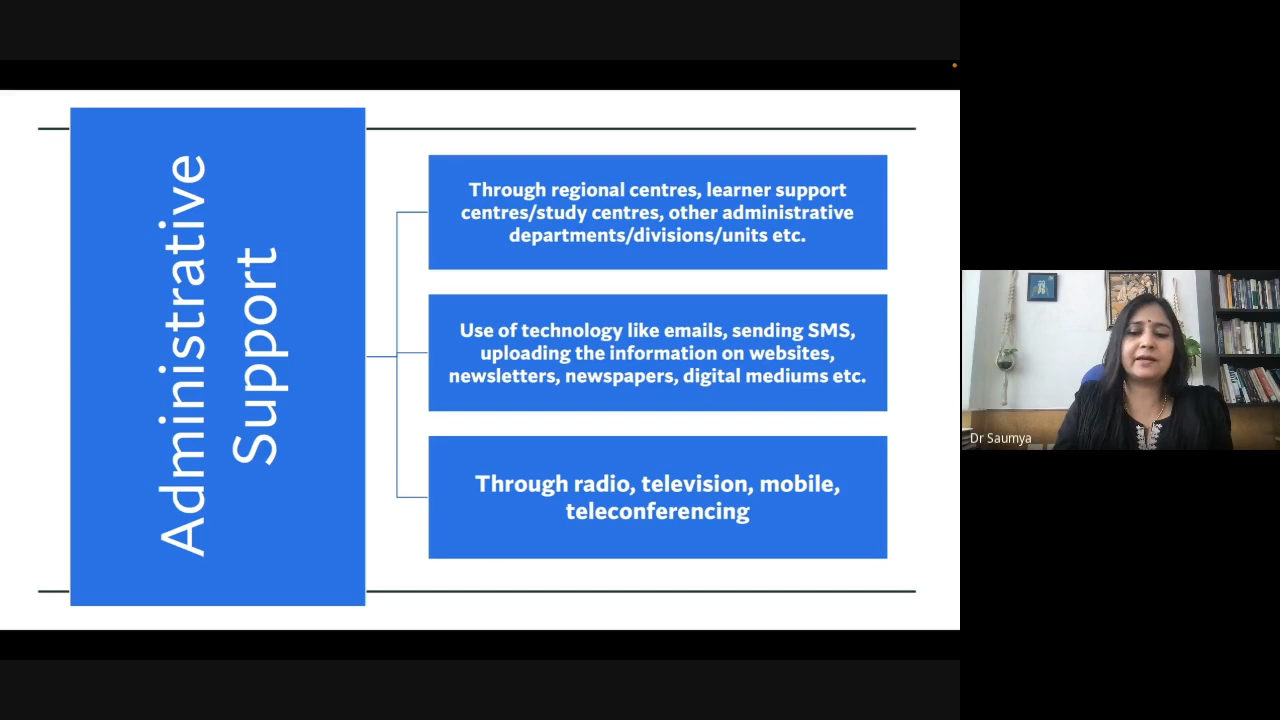 Administrative
Support
Through regional centres, learner support
centres/study centres, other administrative
departments/divisions/units etc.
Use of technology like emails, sending SMS,
uploading the information on websites,
newsletters, newspapers, digital mediums etc.
Through radio, television, mobile,
teleconferencing
Dr Saumya